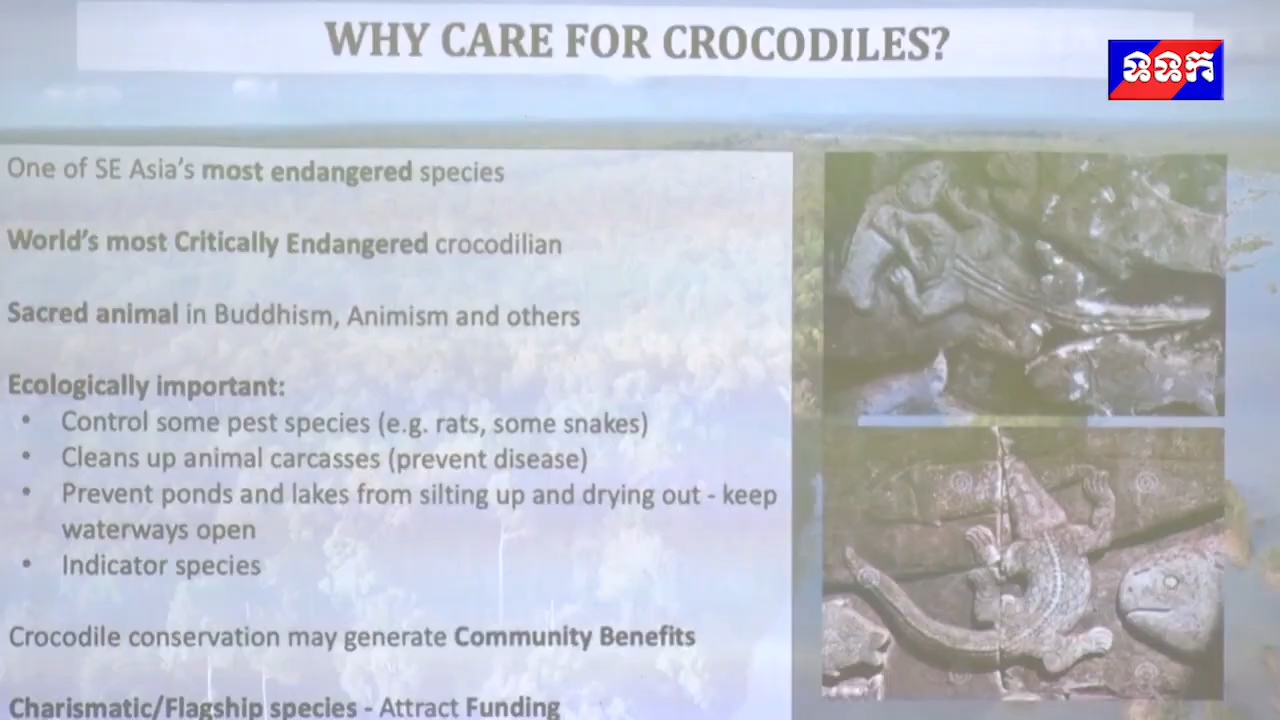 WHY CARE FOR CROCODILES?
ទទក
One of SE Asia's most endangered species
World's most Critically Endangered crocodilian
Sacred animal in Buddhism, Animism and others
Ecologically important:
• Control some pest species (e.g. rats, some snakes)
• Cleans up animal carcasses (prevent disease)
• Prevent ponds and lakes from silting up and drying out - keep
waterways open
• Indicator species
Crocodile conservation may generate Community Benefits
Charismatic/Flagship species - Attract Funding